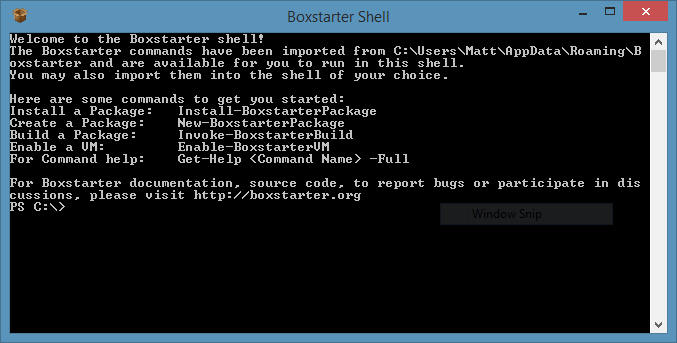 Boxstarter Shell
Welcome to the Boxstarter shell!
The Boxstarter commands have been imported from C:\Users\Matt\AppData\Roaming\B
oxstarter and are available for you to run in this shell.
You may also import them into the shell of your choice.
Here are some commands to get you started:
Install a Package:   Install-BoxstarterPackage
Create a Package:    New-BoxstarterPackage
Build a Package:     Invoke-BoxstarterBuild
Enable a VM:         Enable-BoxstarterVM
For Command help:    Get-Help <Command Name> -Full
For Boxstarter documentation, source code, to report bugs or participate in dis
cussions, please visit http://boxstarter.org
PS C:\>
Window Snip